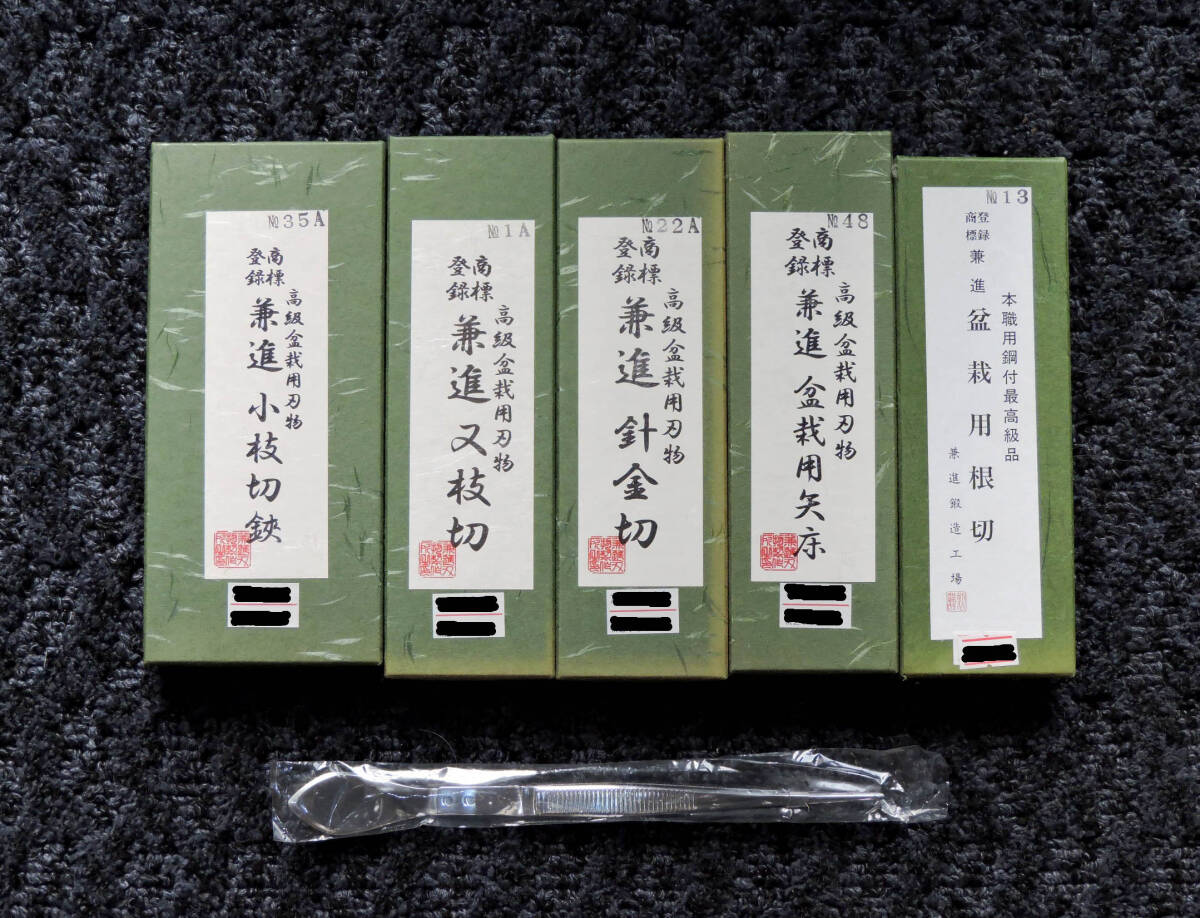 №35A
登録
商標
高級盆栽用刃物
兼進 小枝切鋏
№1A
登録
商標
高級盆栽用刃物
兼進 又枝切
№22A
登録
商標
高級盆栽用刃物
兼進 針金切
№48
登録
商標
高級盆栽用刃物
兼進 盆栽用矢床
№13
登録
商標
本職用鋼付最高級品
兼進 盆栽用根切
兼進鍛造工場